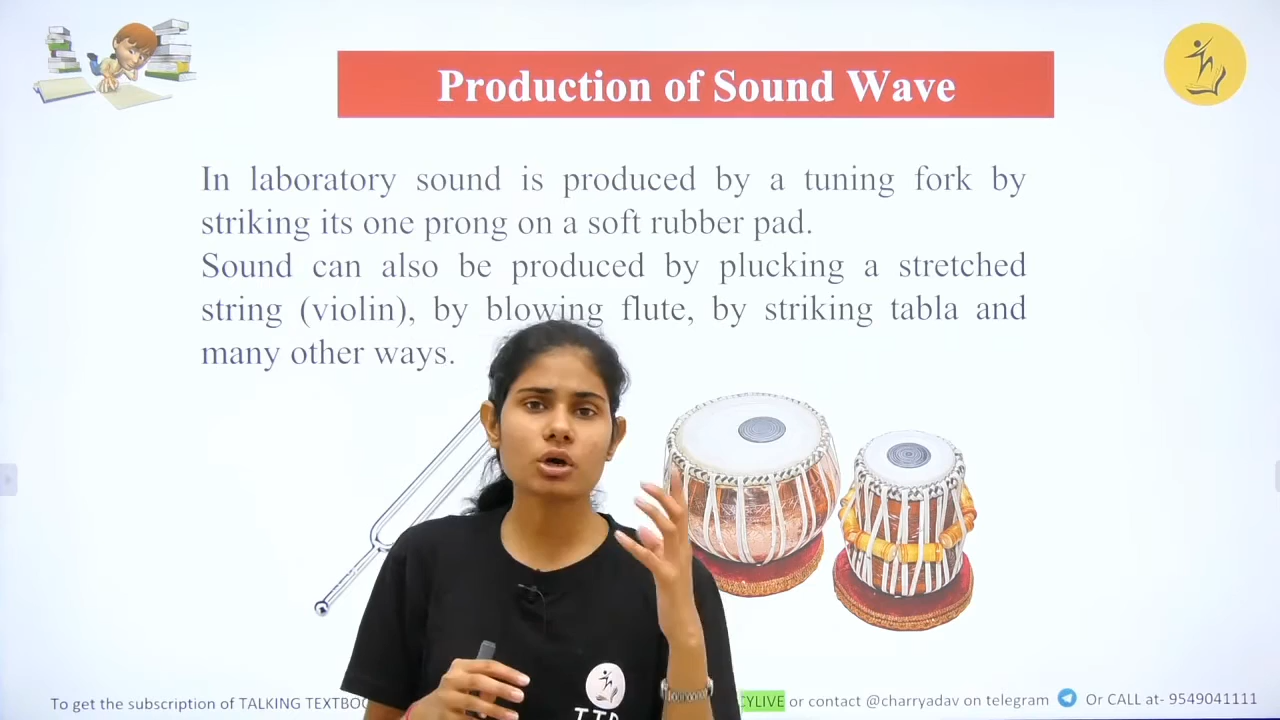 Production of Sound Wave
In laboratory sound is produced by a tuning fork by
striking its one prong on a soft rubber pad.
Sound can also be produced by plucking a stretched
string (violin), by blowing flute, by striking tabla and
many other ways.
To get the subscription of TALKING or contact @charryadav on telegram Or CALL at- 9549041111